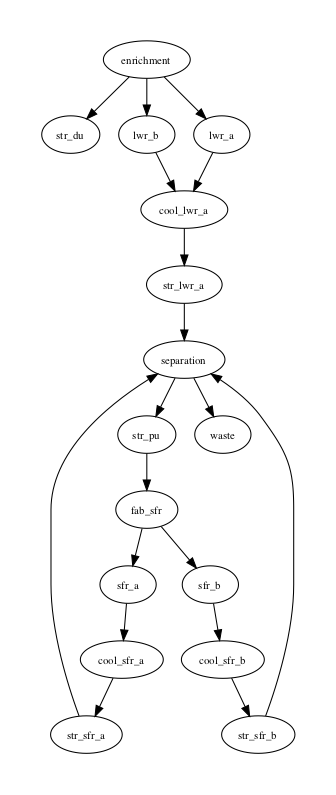 enrichment
str_du
lwr_b
lwr_a
cool_lwr_a
str_lwr_a
separation
str_pu
waste
fab_sfr
sfr_a
sfr_b
cool_sfr_a
cool_sfr_b
str_sfr_a
str_sfr_b